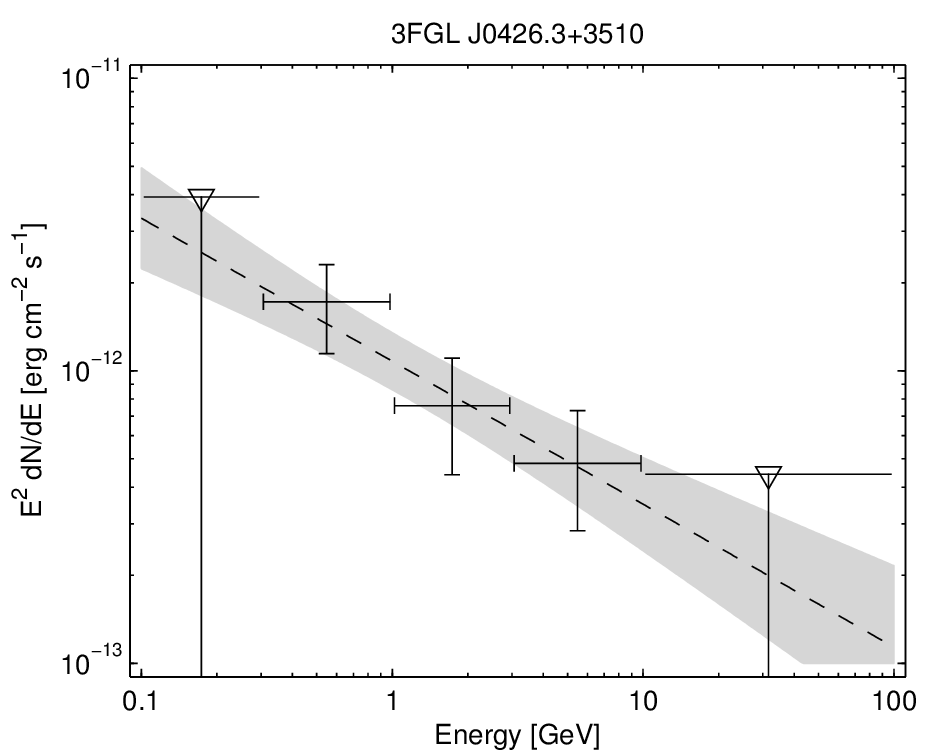 3FGL J0426.3+3510
10⁻¹¹
10⁻¹²
10⁻¹³
E² dN/dE [erg cm⁻² s⁻¹]
0.1 1 10 100
Energy [GeV]